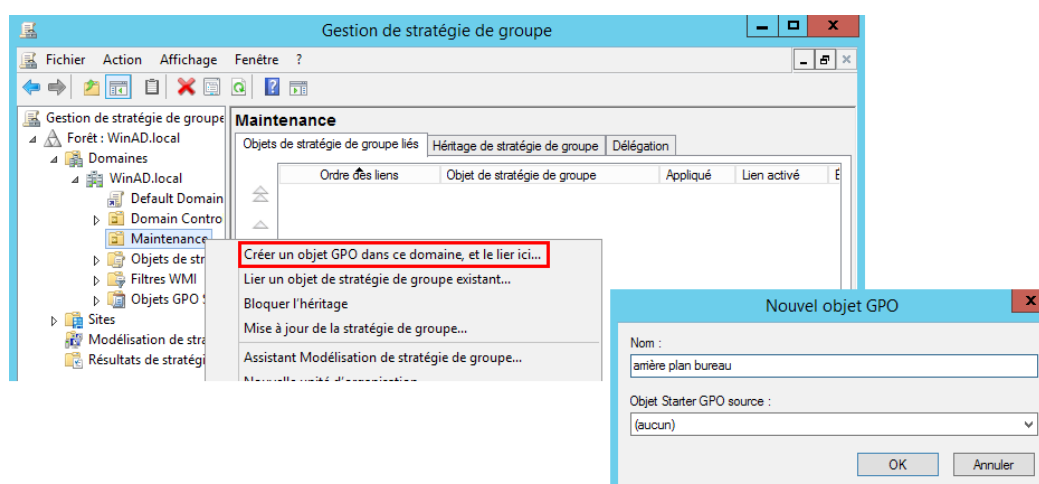 Gestion de stratégie de groupe
Fichier Action Affichage Fenêtre ?
Gestion de stratégie de groupe
Forêt : WinAD.local
Domaines
WinAD.local
Default Domain
Domain Contro
Maintenance
Objets de str
Filtres WMI
Objets GPO
Sites
Modélisation de stra
Résultats de stratégi
Maintenance
Objets de stratégie de groupe liés Héritage de stratégie de groupe Délégation
Ordre des liens Objet de stratégie de groupe Appliqué Lien activé É
Créer un objet GPO dans ce domaine, et le lier ici...
Lier un objet de stratégie de groupe existant...
Bloquer l'héritage
Mise à jour de la stratégie de groupe...
Assistant Modélisation de stratégie de groupe...
Nouvel objet GPO
Nom :
arrière plan bureau
Objet Starter GPO source :
(aucun)
OK Annuler